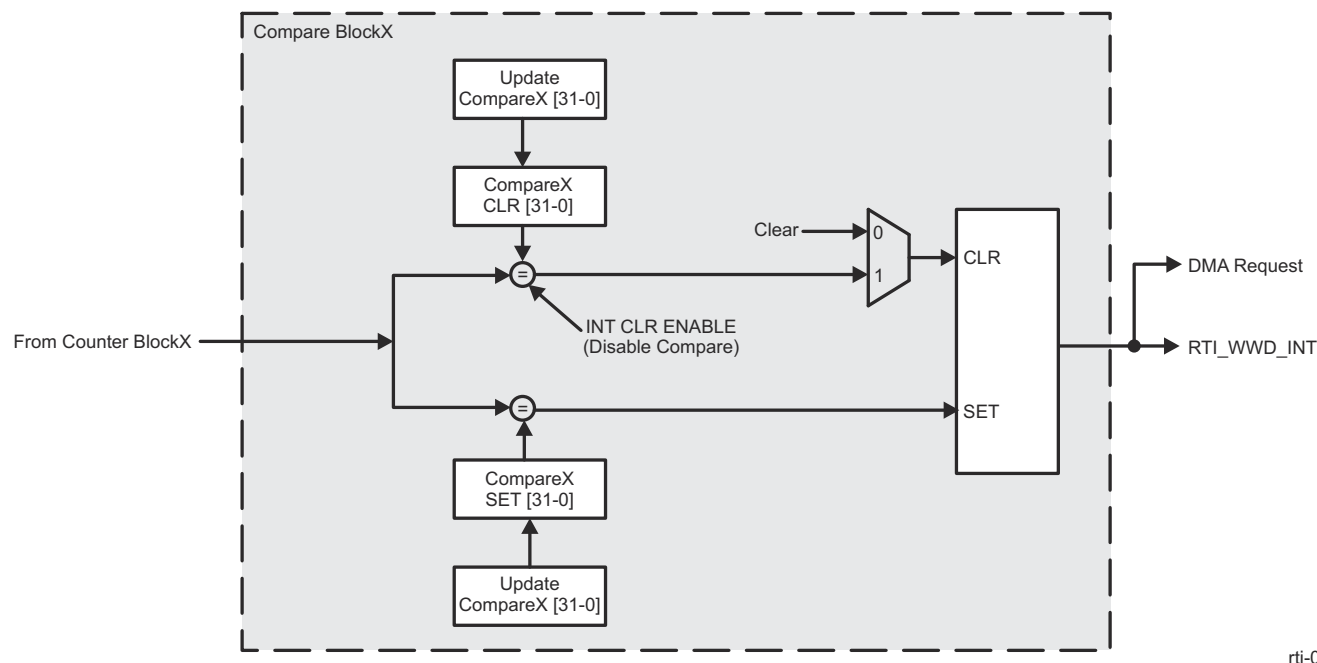 Compare BlockX
Update
CompareX [31-0]
CompareX
CLR [31-0]
Clear
0
1
CLR
DMA Request
=
INT CLR ENABLE
(Disable Compare)
From Counter BlockX
RTI_WWD_INT
=
SET
CompareX
SET [31-0]
Update
CompareX [31-0]